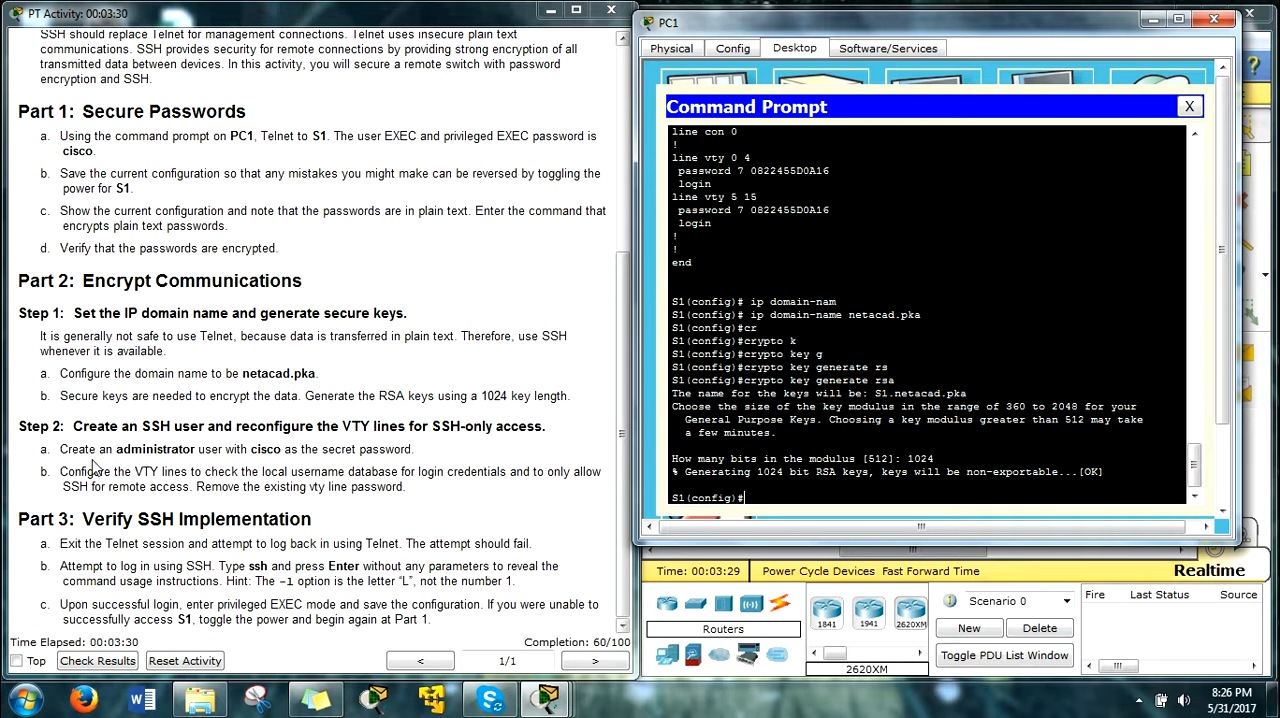 PT Activity: 00:03:30
SSH should replace Telnet for management connections. Telnet uses insecure plain text
communications. SSH provides security for remote connections by providing strong encryption of all
transmitted data between devices. In this activity, you will secure a remote switch with password
encryption and SSH.
Part 1: Secure Passwords
a. Using the command prompt on PC1, Telnet to S1. The user EXEC and privileged EXEC password is
cisco.
b. Save the current configuration so that any mistakes you might make can be reversed by toggling the
power for S1.
c. Show the current configuration and note that the passwords are in plain text. Enter the command that
encrypts plain text passwords.
d. Verify that the passwords are encrypted.
Part 2: Encrypt Communications
Step 1: Set the IP domain name and generate secure keys.
It is generally not safe to use Telnet, because data is transferred in plain text. Therefore, use SSH
whenever it is available.
a. Configure the domain name to be netacad.pka.
b. Secure keys are needed to encrypt the data. Generate the RSA keys using a 1024 key length.
Step 2: Create an SSH user and reconfigure the VTY lines for SSH-only access.
a. Create an administrator user with cisco as the secret password.
b. Configure the VTY lines to check the local username database for login credentials and to only allow
SSH for remote access. Remove the existing vty line password.
Part 3: Verify SSH Implementation
a. Exit the Telnet session and attempt to log back in using Telnet. The attempt should fail.
b. Attempt to log in using SSH. Type ssh and press Enter without any parameters to reveal the
command usage instructions. Hint: The -l option is the letter “L”, not the number 1.
c. Upon successful login, enter privileged EXEC mode and save the configuration. If you were unable to
successfully access S1, toggle the power and begin again at Part 1.
Time Elapsed: 00:03:30
Completion: 60/100
Top
Check Results
Reset Activity
<
1/1
>
PC1
Physical
Config
Desktop
Software/Services
Command Prompt
X
line con 0
!
line vty 0 4
password 7 0822455D0A16
login
line vty 5 15
password 7 0822455D0A16
login
!
!
end
S1(config)# ip domain-nam
S1(config)# ip domain-name netacad.pka
S1(config)#cr
S1(config)#crypto k
S1(config)#crypto key g
S1(config)#crypto key generate rs
S1(config)#crypto key generate rsa
The name for the keys will be: S1.netacad.pka
Choose the size of the key modulus in the range of 360 to 2048 for your
General Purpose Keys. Choosing a key modulus greater than 512 may take
a few minutes.
How many bits in the modulus [512]: 1024
% Generating 1024 bit RSA keys, keys will be non-exportable...[OK]
S1(config)#
Time: 00:03:29
Power Cycle Devices Fast Forward Time
Realtime
Routers
1841
1941
2620XM
2620XM
Scenario 0
New
Delete
Toggle PDU List Window
Fire
Last Status
Source
8:26 PM
5/31/2017